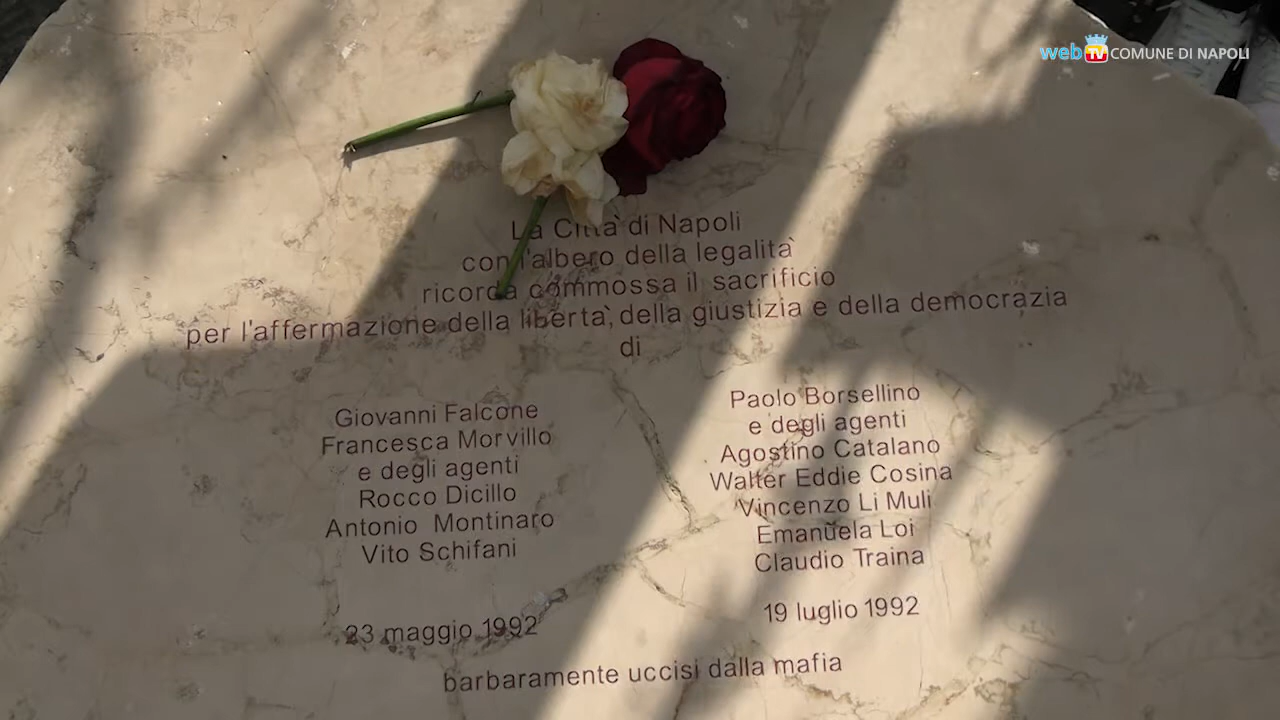 web TV COMUNE DI NAPOLI
La Città di Napoli
con l'albero della legalità
ricorda commossa il sacrificio
per l'affermazione della libertà, della giustizia e della democrazia
di
Giovanni Falcone
Francesca Morvillo
e degli agenti
Rocco Dicillo
Antonio Montinaro
Vito Schifani
23 maggio 1992
Paolo Borsellino
e degli agenti
Agostino Catalano
Walter Eddie Cosina
Vincenzo Li Muli
Emanuela Loi
Claudio Traina
19 luglio 1992
barbaramente uccisi dalla mafia